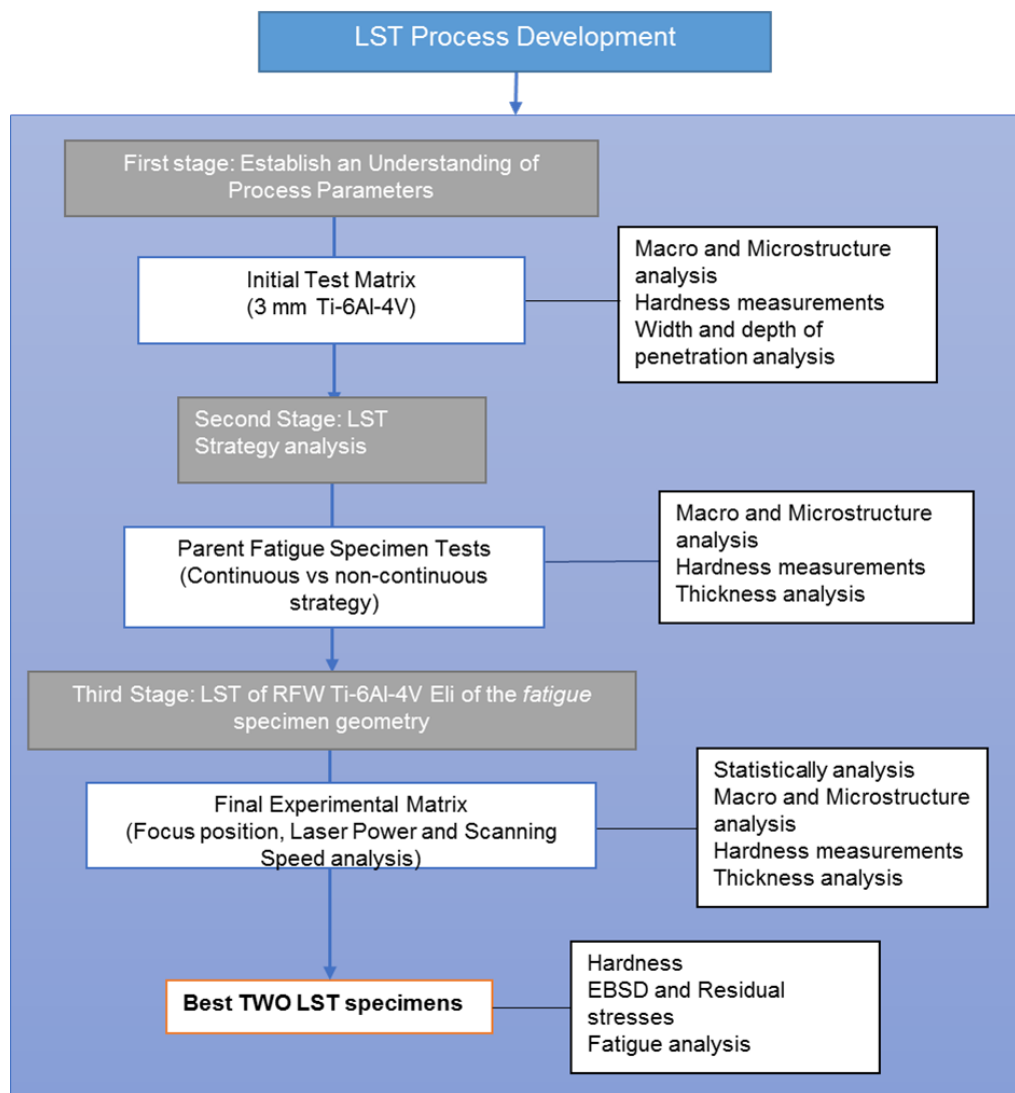 LST Process Development
First stage: Establish an Understanding of
Process Parameters
Initial Test Matrix
(3 mm Ti-6Al-4V)
Macro and Microstructure
analysis
Hardness measurements
Width and depth of
penetration analysis
Second Stage: LST
Strategy analysis
Parent Fatigue Specimen Tests
(Continuous vs non-continuous
strategy)
Macro and Microstructure
analysis
Hardness measurements
Thickness analysis
Third Stage: LST of RFW Ti-6Al-4V Eli of the fatigue
specimen geometry
Final Experimental Matrix
(Focus position, Laser Power and Scanning
Speed analysis)
Statistically analysis
Macro and Microstructure
analysis
Hardness measurements
Thickness analysis
Best TWO LST specimens
Hardness
EBSD and Residual
stresses
Fatigue analysis